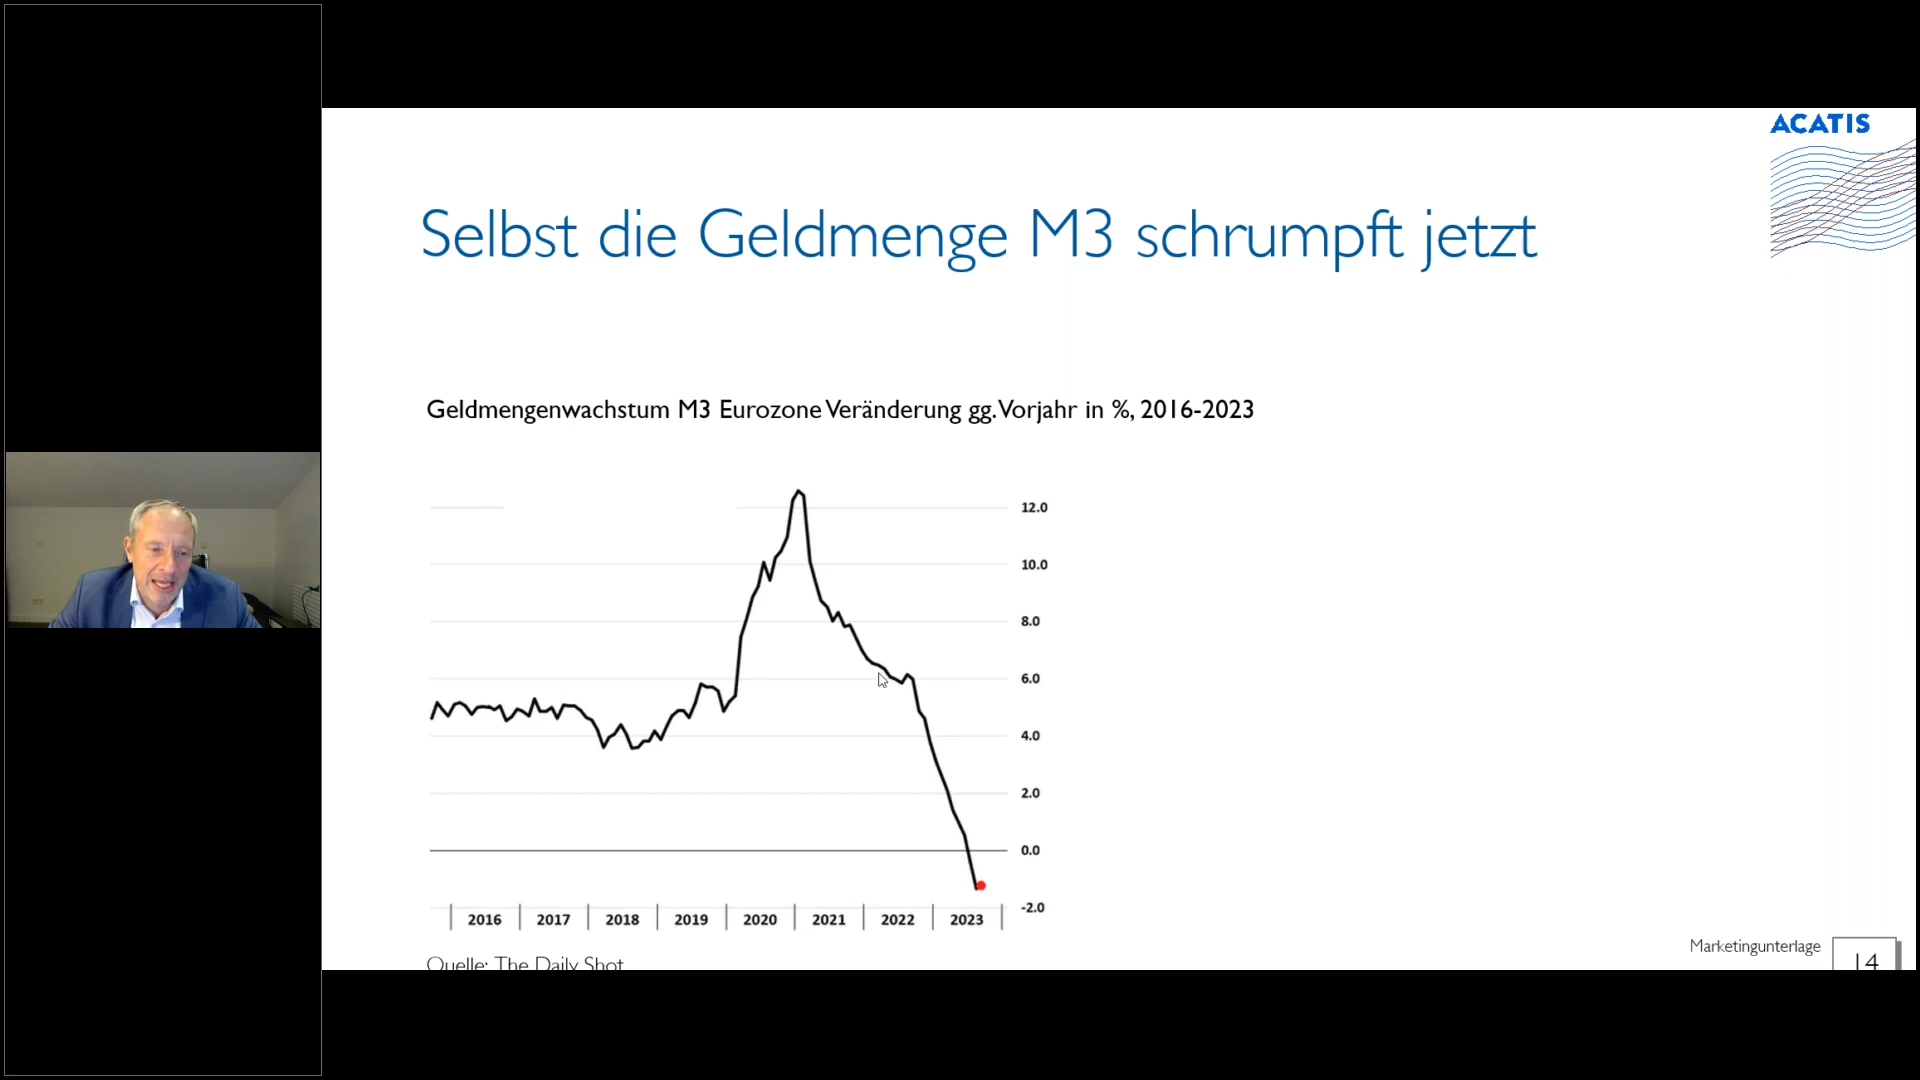 ACATIS
Selbst die Geldmenge M3 schrumpft jetzt
Geldmengenwachstum M3 Eurozone Veränderung gg. Vorjahr in %, 2016-2023
12.0
10.0
8.0
6.0
4.0
2.0
0.0
-2.0
2016 2017 2018 2019 2020 2021 2022 2023
Quelle: The Daily Shot
Marketingunterlage
14